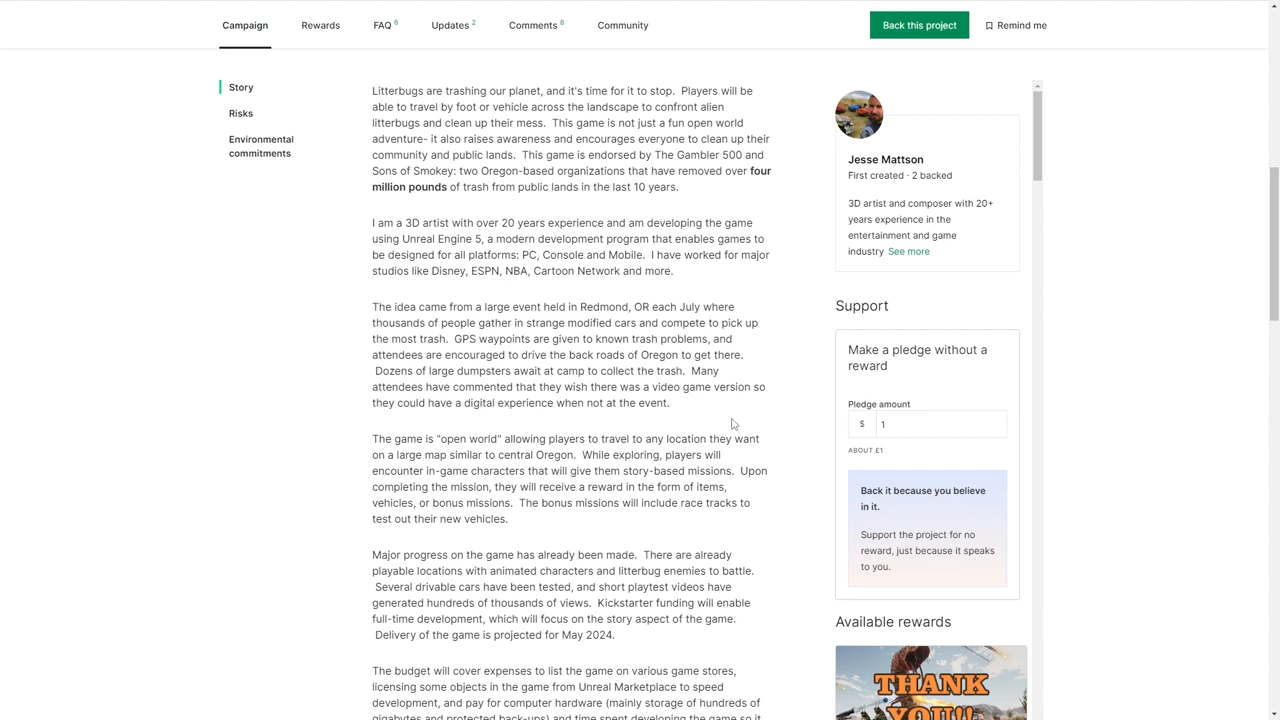 Campaign
Rewards
FAQ 6
Updates 2
Comments 8
Community
Back this project
Remind me
Story
Risks
Environmental
commitments
Litterbugs are trashing our planet, and it's time for it to stop.  Players will be
able to travel by foot or vehicle across the landscape to confront alien
litterbugs and clean up their mess.  This game is not just a fun open world
adventure- it also raises awareness and encourages everyone to clean up their
community and public lands.  This game is endorsed by The Gambler 500 and
Sons of Smokey: two Oregon-based organizations that have removed over four
million pounds of trash from public lands in the last 10 years.
I am a 3D artist with over 20 years experience and am developing the game
using Unreal Engine 5, a modern development program that enables games to
be designed for all platforms: PC, Console and Mobile.  I have worked for major
studios like Disney, ESPN, NBA, Cartoon Network and more.
The idea came from a large event held in Redmond, OR each July where
thousands of people gather in strange modified cars and compete to pick up
the most trash.  GPS waypoints are given to known trash problems, and
attendees are encouraged to drive the back roads of Oregon to get there.
Dozens of large dumpsters await at camp to collect the trash.  Many
attendees have commented that they wish there was a video game version so
they could have a digital experience when not at the event.
The game is "open world" allowing players to travel to any location they want
on a large map similar to central Oregon.  While exploring, players will
encounter in-game characters that will give them story-based missions.  Upon
completing the mission, they will receive a reward in the form of items,
vehicles, or bonus missions.  The bonus missions will include race tracks to
test out their new vehicles.
Major progress on the game has already been made.  There are already
playable locations with animated characters and litterbug enemies to battle.
Several drivable cars have been tested, and short playtest videos have
generated hundreds of thousands of views.  Kickstarter funding will enable
full-time development, which will focus on the story aspect of the game.
Delivery of the game is projected for May 2024.
The budget will cover expenses to list the game on various game stores,
licensing some objects in the game from Unreal Marketplace to speed
development, and pay for computer hardware (mainly storage of hundreds of
gigabytes and protected back-ups) and time spent developing the game so it
Jesse Mattson
First created · 2 backed
3D artist and composer with 20+
years experience in the
entertainment and game
industry See more
Support
Make a pledge without a
reward
Pledge amount
$ 1
ABOUT £1
Back it because you believe
in it.
Support the project for no
reward, just because it speaks
to you.
Available rewards
THANK
YOU!!